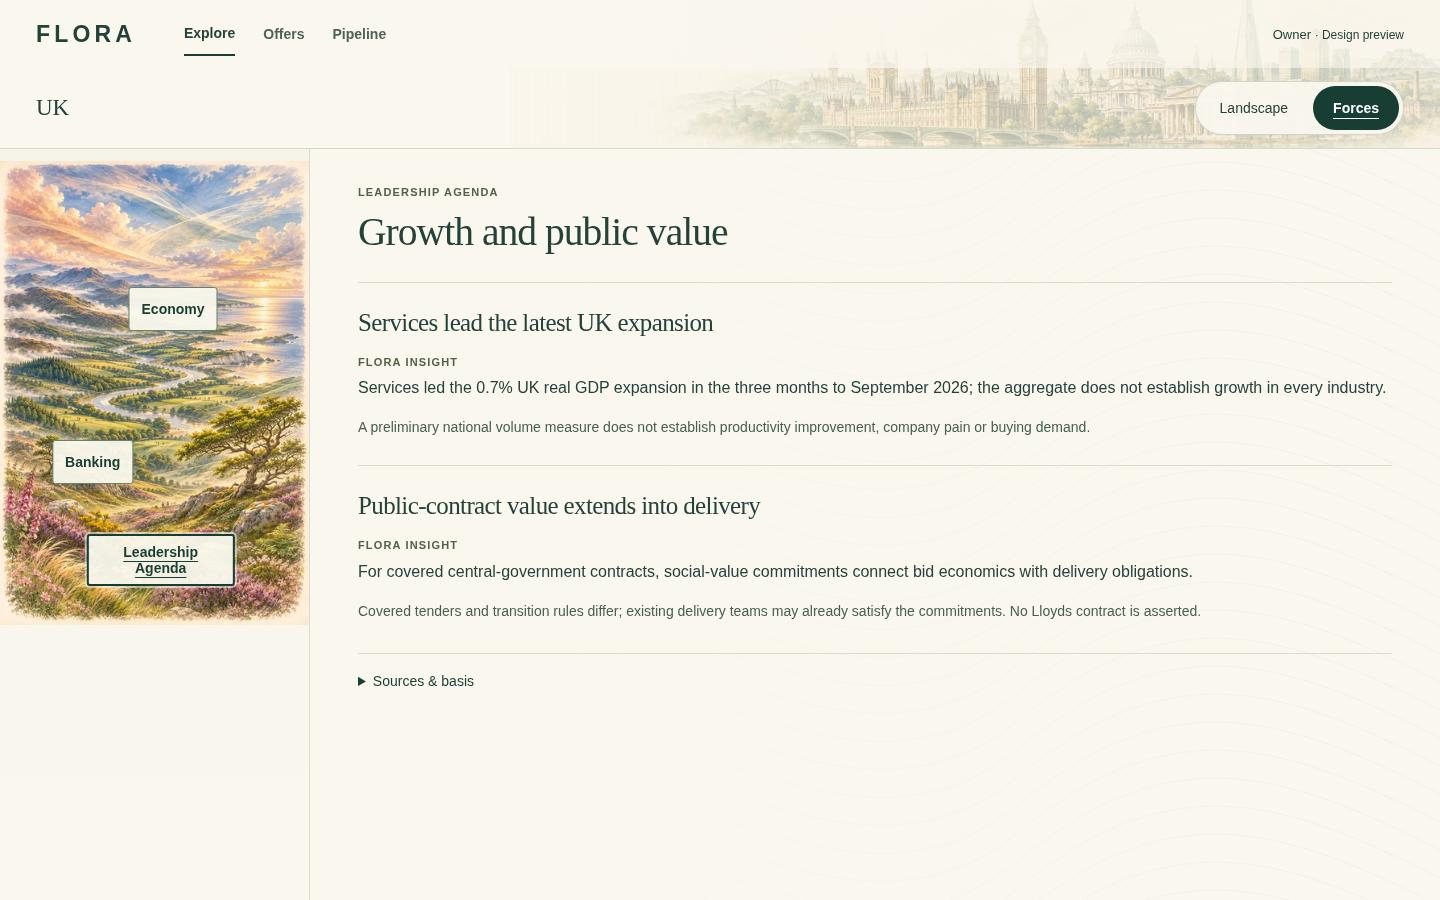 FLORA
Explore
Offers
Pipeline
Owner · Design preview
UK
Landscape
Forces
Economy
Banking
Leadership
Agenda
LEADERSHIP AGENDA
Growth and public value
Services lead the latest UK expansion
FLORA INSIGHT
Services led the 0.7% UK real GDP expansion in the three months to September 2026; the aggregate does not establish growth in every industry.
A preliminary national volume measure does not establish productivity improvement, company pain or buying demand.
Public-contract value extends into delivery
FLORA INSIGHT
For covered central-government contracts, social-value commitments connect bid economics with delivery obligations.
Covered tenders and transition rules differ; existing delivery teams may already satisfy the commitments. No Lloyds contract is asserted.
Sources & basis